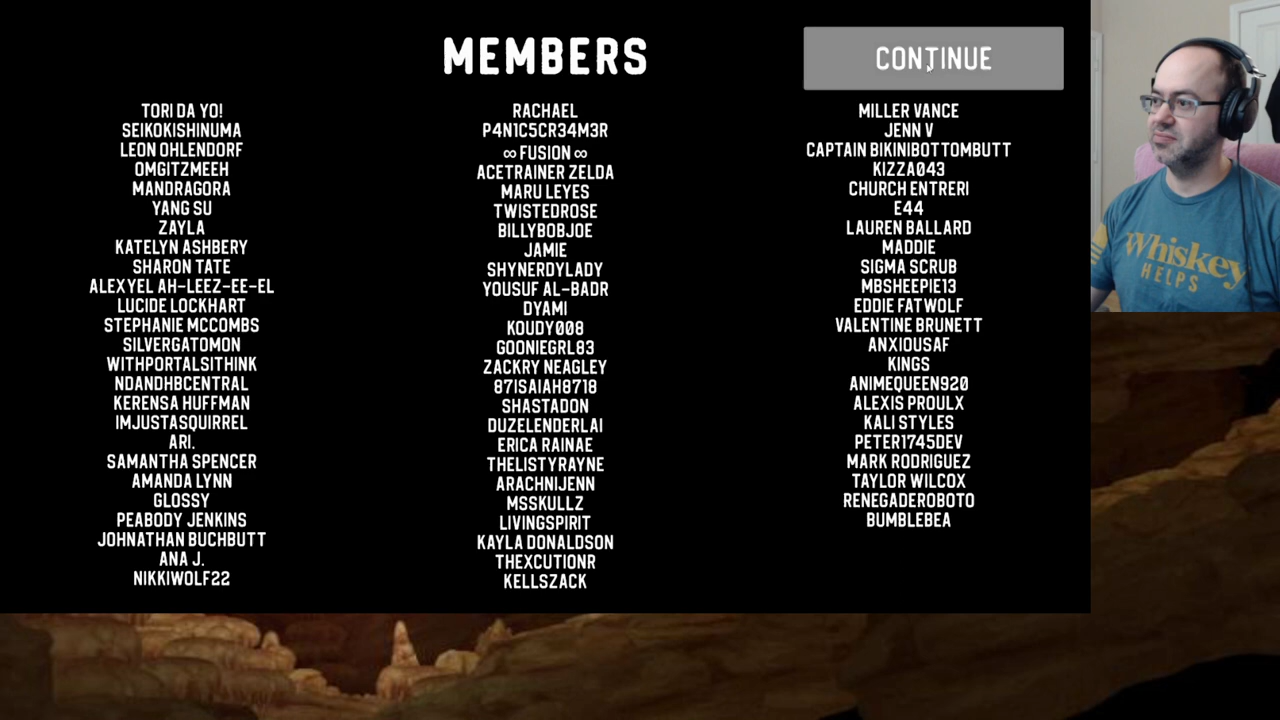 MEMBERS
CONTINUE
TORI DA YO!
SEIKOKISHINUMA
LEON OHLENDORF
OMGITZMEEH
MANDRAGORA
YANG SU
ZAYLA
KATELYN ASHBERY
SHARON TATE
ALEXYEL AH-LEEZ-EE-EL
LUCIDE LOCKHART
STEPHANIE MCCOMBS
SILVERGATOMON
WITHPORTALSITHINK
NDANDHBCENTRAL
KERENSA HUFFMAN
IMJUSTASQUIRREL
ARI.
SAMANTHA SPENCER
AMANDA LYNN
GLOSSY
PEABODY JENKINS
JOHNATHAN BUCHBUTT
ANA J.
NIKKIWOLF22
RACHAEL
P4N1C5CR34M3R
∞ FUSION ∞
ACETRAINER ZELDA
MARU LEYES
TWISTEDROSE
BILLYBOBJOE
JAMIE
SHYNERDYLADY
YOUSUF AL-BADR
DYAMI
KOUDY008
GOONIEGRL83
ZACKRY NEAGLEY
87ISAIAH8718
SHASTADON
DUZELENDERLAI
ERICA RAINAE
THELISTYRAYNE
ARACHNIJENN
MSSKULLZ
LIVINGSPIRIT
KAYLA DONALDSON
THEXCUTIONR
KELLSZACK
MILLER VANCE
JENN V
CAPTAIN BIKINIBOTTOMBUTT
KIZZA043
CHURCH ENTRERI
E44
LAUREN BALLARD
MADDIE
SIGMA SCRUB
MBSHEEPIE13
EDDIE FATWOLF
VALENTINE BRUNETT
ANXIOUSAF
KINGS
ANIMEQUEEN920
ALEXIS PROULX
KALI STYLES
PETER1745DEV
MARK RODRIGUEZ
TAYLOR WILCOX
RENEGADEROBOTO
BUMBLEBEA
Whiskey
HELPS